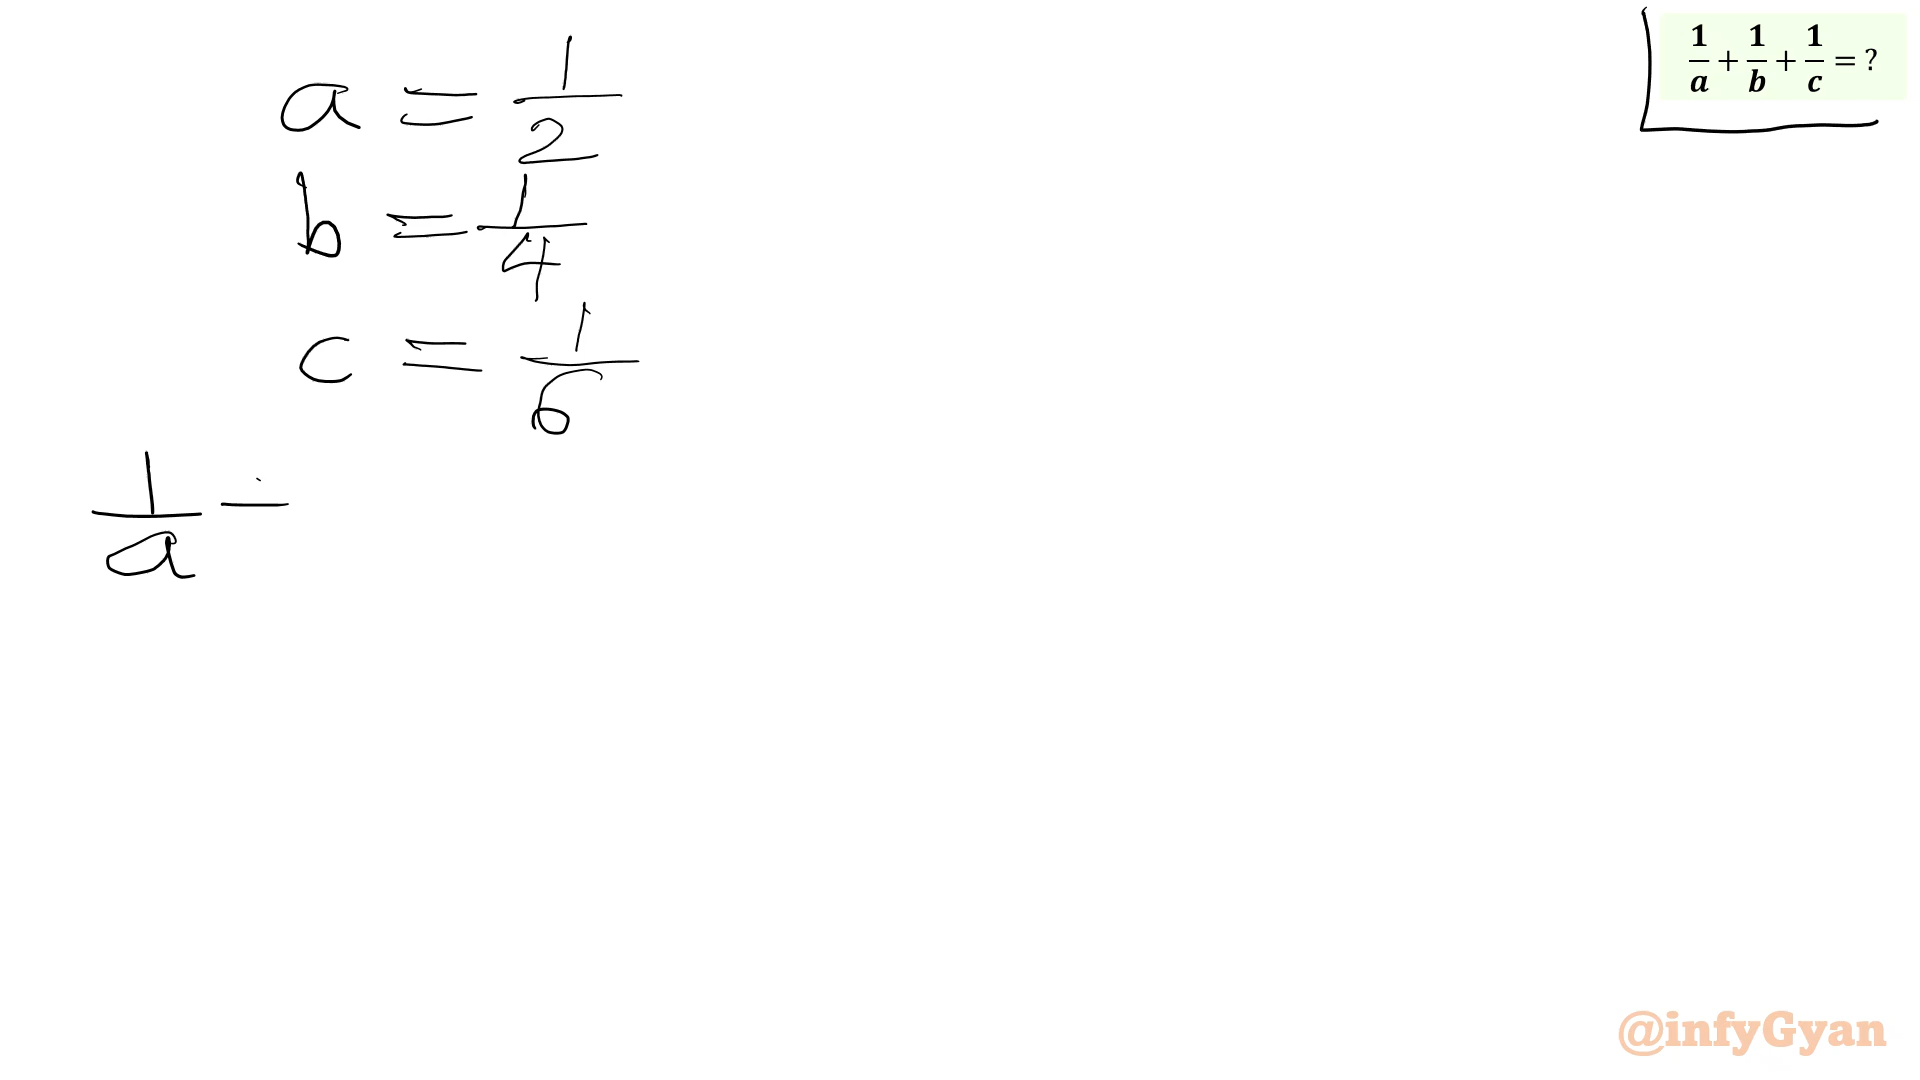 1/a + 1/b + 1/c = ?
a = 1/2
b = 1/4
c = 1/6
1/a –
@infyGyan